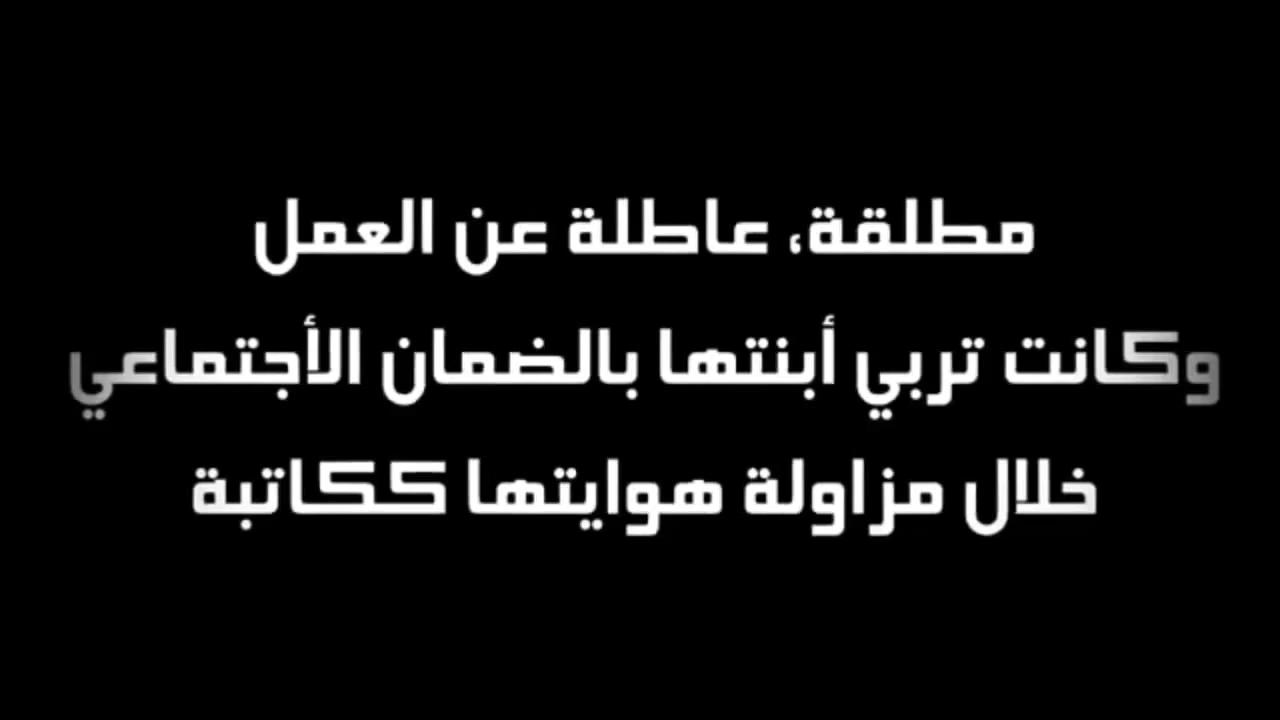 مطلقة، عاطلة عن العمل
وكانت تربي أبنتها بالضمان الأجتماعي
خلال مزاولة هوايتها ككاتبة